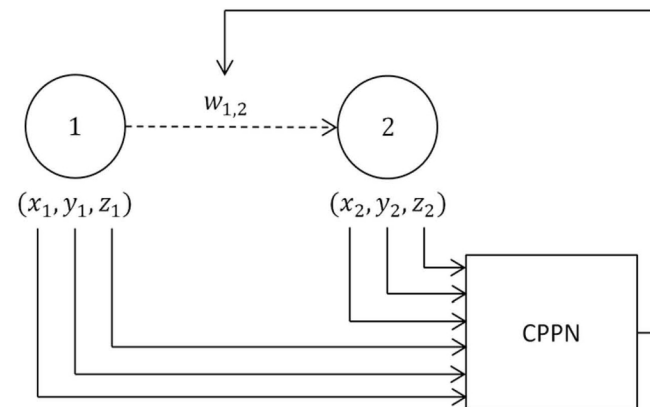 w1,2
1
2
(x1, y1, z1)
(x2, y2, z2)
CPPN